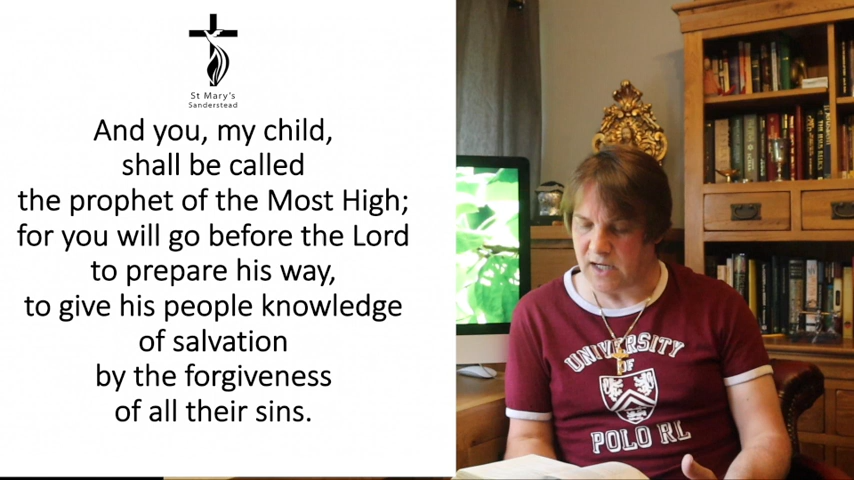 St Mary's
Sanderstead
And you, my child,
shall be called
the prophet of the Most High;
for you will go before the Lord
to prepare his way,
to give his people knowledge
of salvation
by the forgiveness
of all their sins.
UNIVERSITY
OF
POLO RL